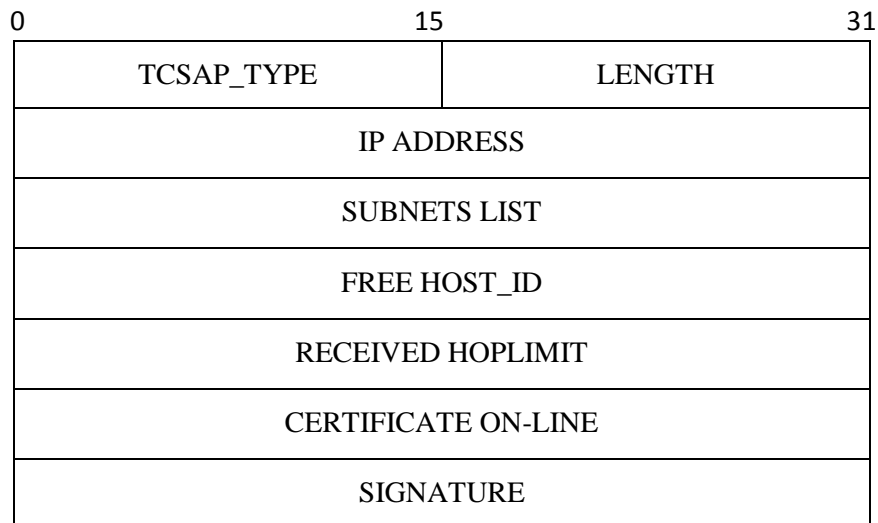 0 15 31
TCSAP_TYPE LENGTH
IP ADDRESS
SUBNETS LIST
FREE HOST_ID
RECEIVED HOPLIMIT
CERTIFICATE ON-LINE
SIGNATURE